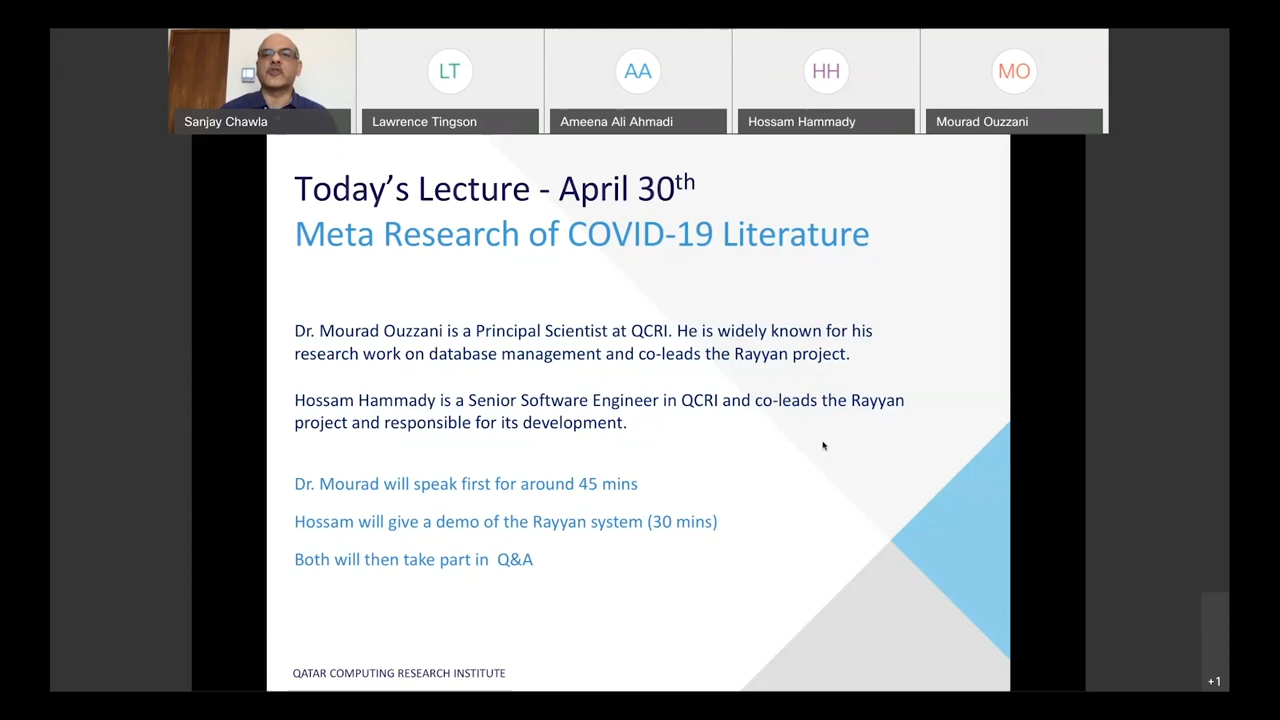 LT
AA
HH
MO
Sanjay Chawla
Lawrence Tingson
Ameena Ali Ahmadi
Hossam Hammady
Mourad Ouzzani
Today's Lecture - April 30th
Meta Research of COVID-19 Literature
Dr. Mourad Ouzzani is a Principal Scientist at QCRI. He is widely known for his
research work on database management and co-leads the Rayyan project.
Hossam Hammady is a Senior Software Engineer in QCRI and co-leads the Rayyan
project and responsible for its development.
Dr. Mourad will speak first for around 45 mins
Hossam will give a demo of the Rayyan system (30 mins)
Both will then take part in Q&A
QATAR COMPUTING RESEARCH INSTITUTE
+1